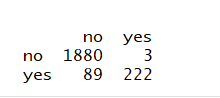 no yes
no 1880 3
yes 89 222